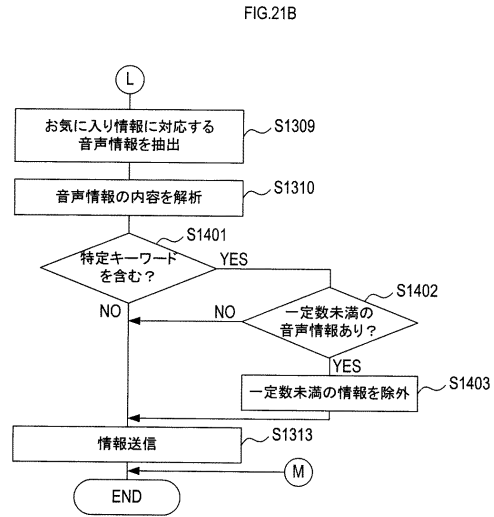 FIG.21B
L
お気に入り情報に対応する
音声情報を抽出
S1309
音声情報の内容を解析
S1310
特定キーワード
を含む？
S1401
YES
NO
一定数未満の
音声情報あり？
S1402
NO
YES
一定数未満の情報を除外
S1403
情報送信
S1313
M
END